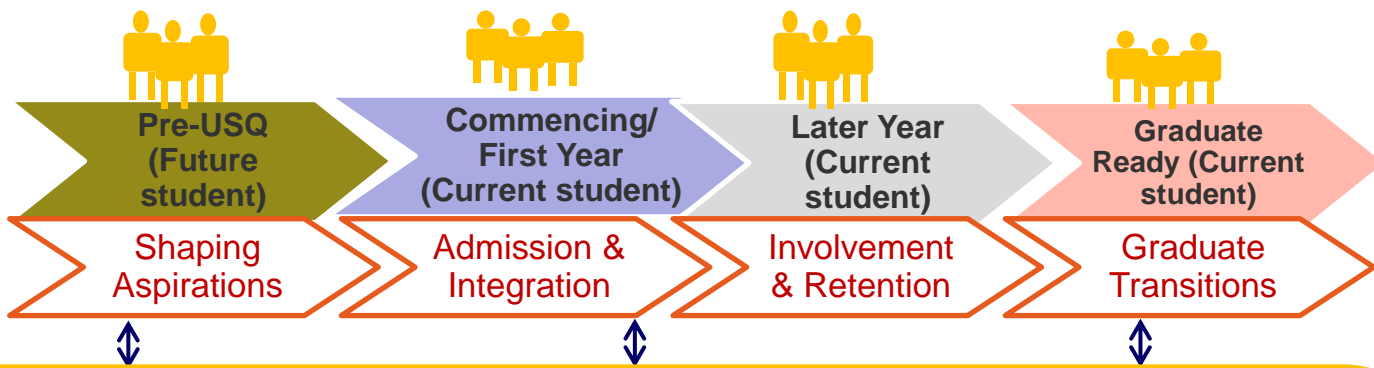 Pre-USQ
(Future
student)
Commencing/
First Year
(Current student)
Later Year
(Current
student)
Graduate
Ready (Current
student)
Shaping
Aspirations
Admission &
Integration
Involvement
& Retention
Graduate
Transitions